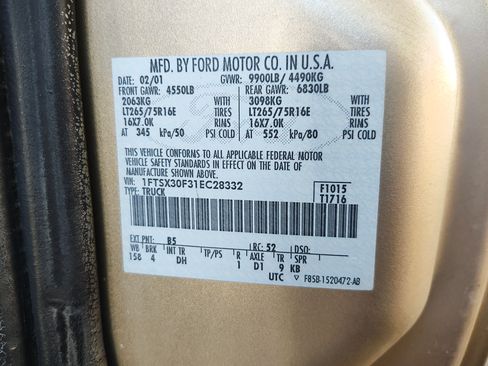 MFD. BY FORD MOTOR CO. IN U.S.A.
DATE: 02/01 GVWR: 9900LB/ 4490KG
FRONT GAWR: 4550LB REAR GAWR: 6830LB
2063KG WITH 3098KG WITH
LT265/75R16E TIRES LT265/75R16E TIRES
16X7.0K RIMS 16X7.0K RIMS
AT 345 kPa/50 PSI COLD AT 552 kPa/80 PSI COLD
THIS VEHICLE CONFORMS TO ALL APPLICABLE FEDERAL MOTOR
VEHICLE SAFETY STANDARDS IN EFFECT ON THE DATE OF
MANUFACTURE SHOWN ABOVE.
VIN: 1FTSX30F31EC28332 F1015
TYPE: TRUCK T1716
EXT PNT: B5 RC: 52 DSO:
WB BRK INT TR TP/PS R AXLE TR SPR
158 4 DH 1 D1 9 KB
UTC F85B-1520472-AB